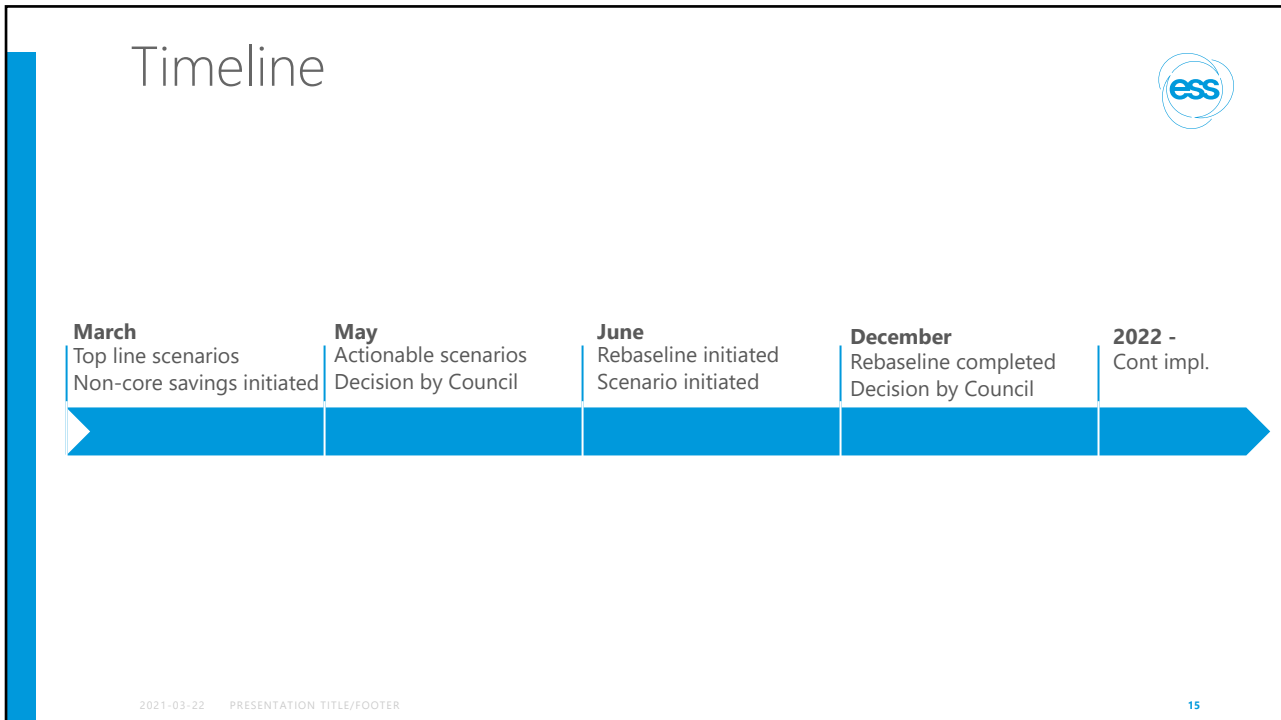 Timeline
ess
March
Top line scenarios
Non-core savings initiated
May
Actionable scenarios
Decision by Council
June
Rebaseline initiated
Scenario initiated
December
Rebaseline completed
Decision by Council
2022 -
Cont impl.
2021-03-22 PRESENTATION TITLE/FOOTER
15